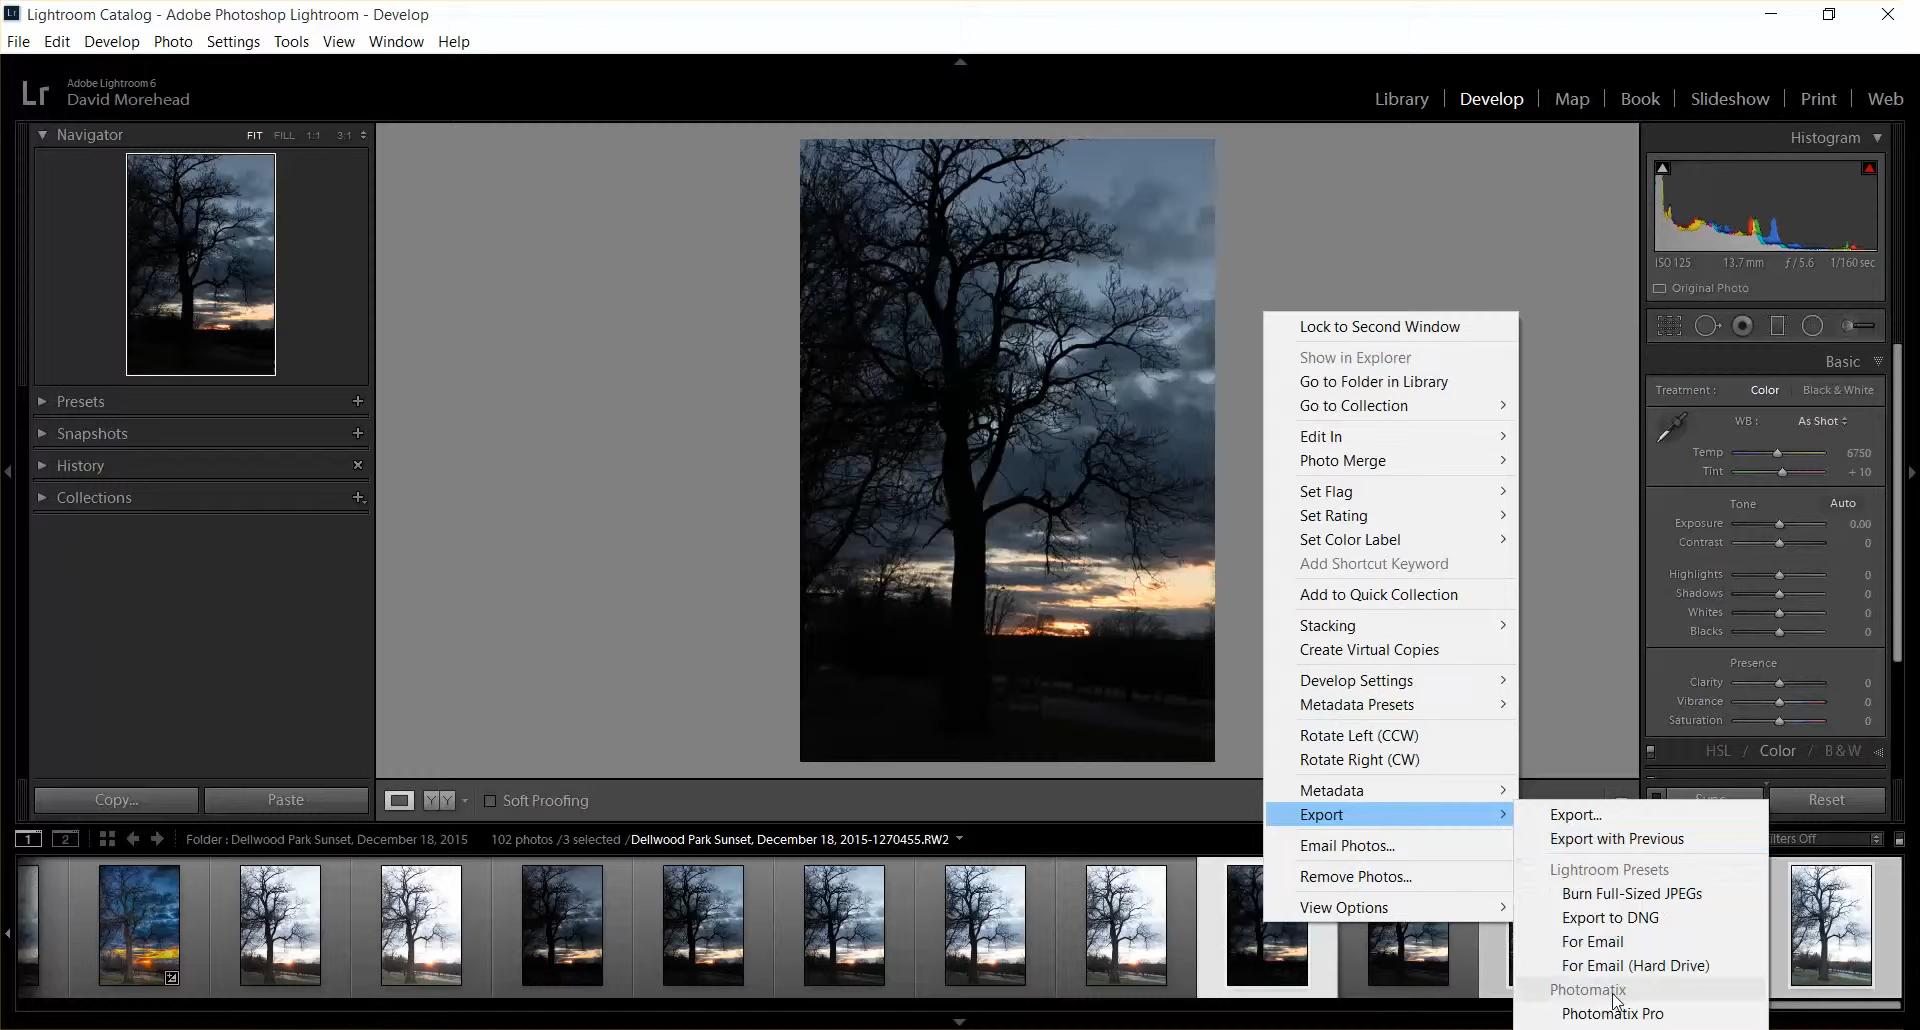 Lr Lightroom Catalog - Adobe Photoshop Lightroom - Develop
File Edit Develop Photo Settings Tools View Window Help
Lr
Adobe Lightroom 6
David Morehead
Library | Develop | Map | Book | Slideshow | Print | Web
Navigator FIT FILL 1:1 3:1
Presets
Snapshots
History
Collections
Copy... Paste
Soft Proofing
Histogram
ISO 125 13.7 mm ƒ/5.6 1/160 sec
Original Photo
Basic
Treatment : Color Black & White
WB : As Shot
Temp 6750
Tint + 10
Tone Auto
Exposure 0.00
Contrast 0
Highlights 0
Shadows 0
Whites 0
Blacks 0
Presence
Clarity 0
Vibrance 0
Saturation 0
HSL / Color / B & W
Reset
Lock to Second Window
Show in Explorer
Go to Folder in Library
Go to Collection
Edit In
Photo Merge
Set Flag
Set Rating
Set Color Label
Add Shortcut Keyword
Add to Quick Collection
Stacking
Create Virtual Copies
Develop Settings
Metadata Presets
Rotate Left (CCW)
Rotate Right (CW)
Metadata
Export
Email Photos...
Remove Photos...
View Options
Export...
Export with Previous
Lightroom Presets
Burn Full-Sized JPEGs
Export to DNG
For Email
For Email (Hard Drive)
Photomatix
Photomatix Pro
1 2 Folder : Dellwood Park Sunset, December 18, 2015 102 photos / 3 selected / Dellwood Park Sunset, December 18, 2015-1270455.RW2